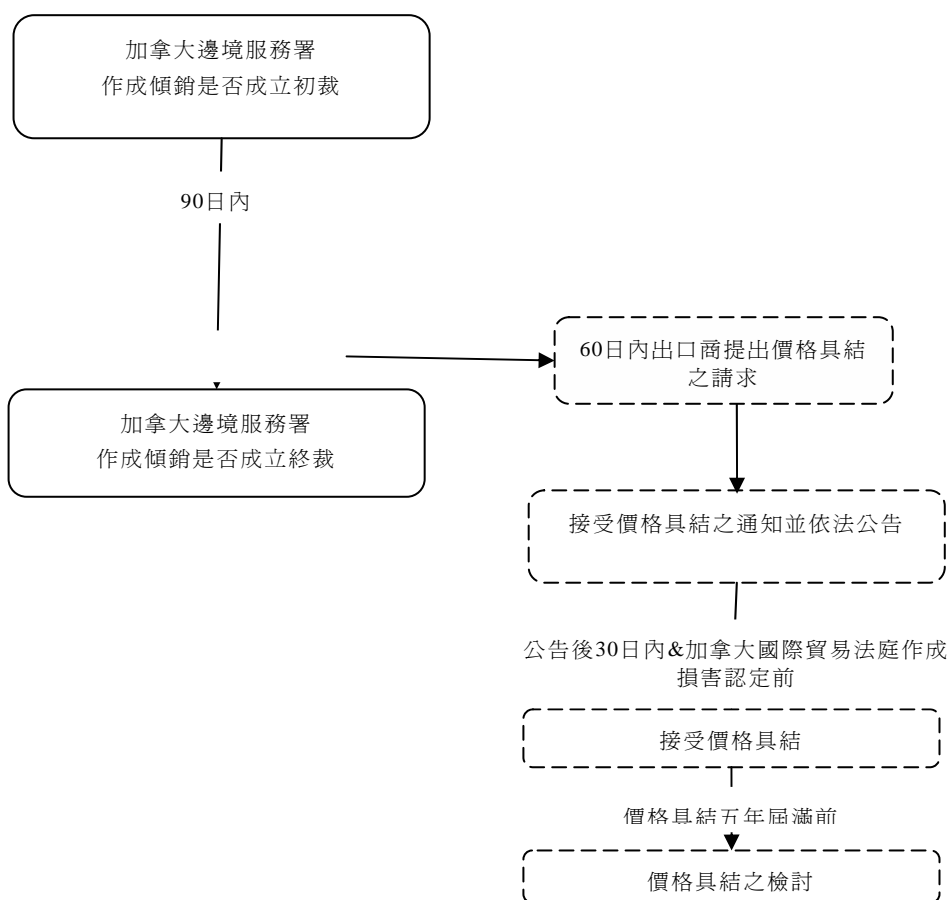 加拿大邊境服務署
作成傾銷是否成立初裁
90日內
60日內出口商提出價格具結
之請求
加拿大邊境服務署
作成傾銷是否成立終裁
接受價格具結之通知並依法公告
公告後30日內&加拿大國際貿易法庭作成
損害認定前
接受價格具結
價格具結五年屆滿前
價格具結之檢討